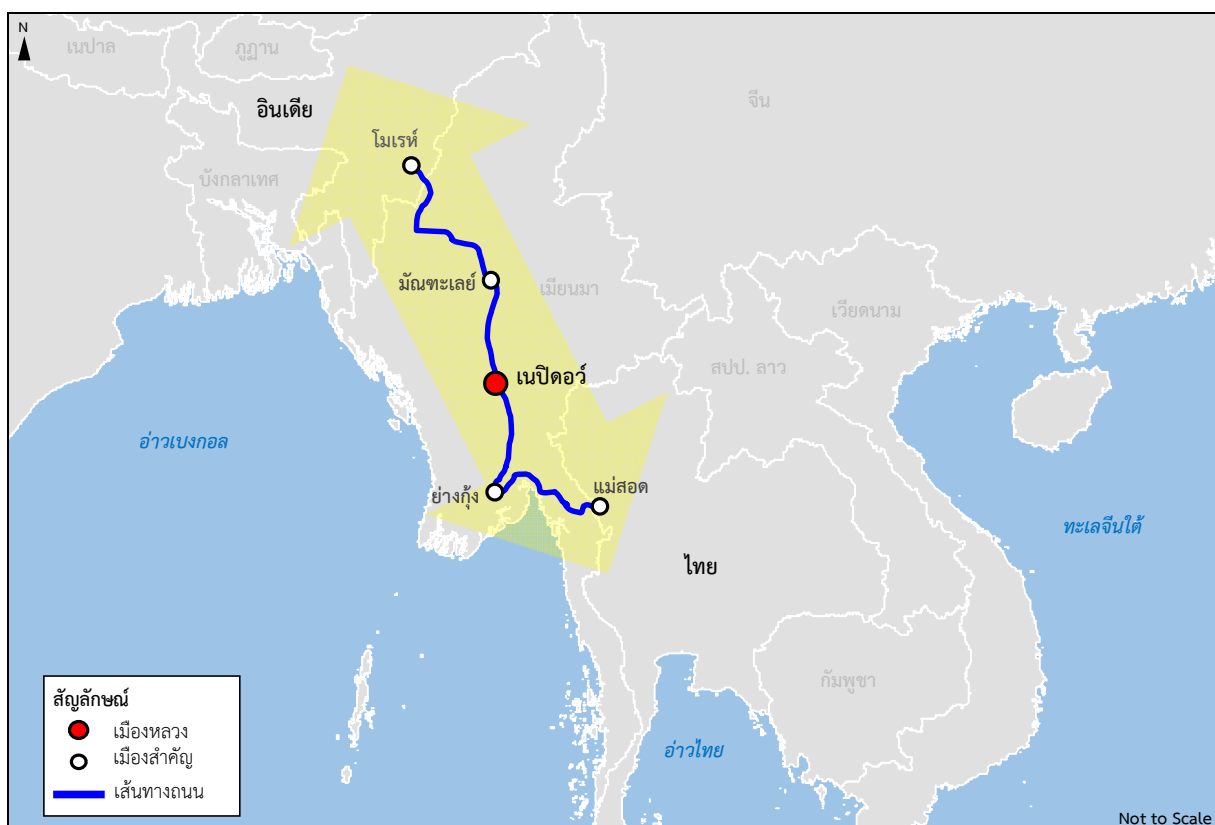 N
เนปาล
ภูฏาน
จีน
อินเดีย
โมเรห์
บังกลาเทศ
มัณฑะเลย์
เมียนมา
เวียดนาม
สปป. ลาว
เนปิดอว์
อ่าวเบงกอล
ย่างกุ้ง
แม่สอด
ทะเลจีนใต้
ไทย
กัมพูชา
อ่าวไทย
สัญลักษณ์
เมืองหลวง
เมืองสำคัญ
เส้นทางถนน
Not to Scale